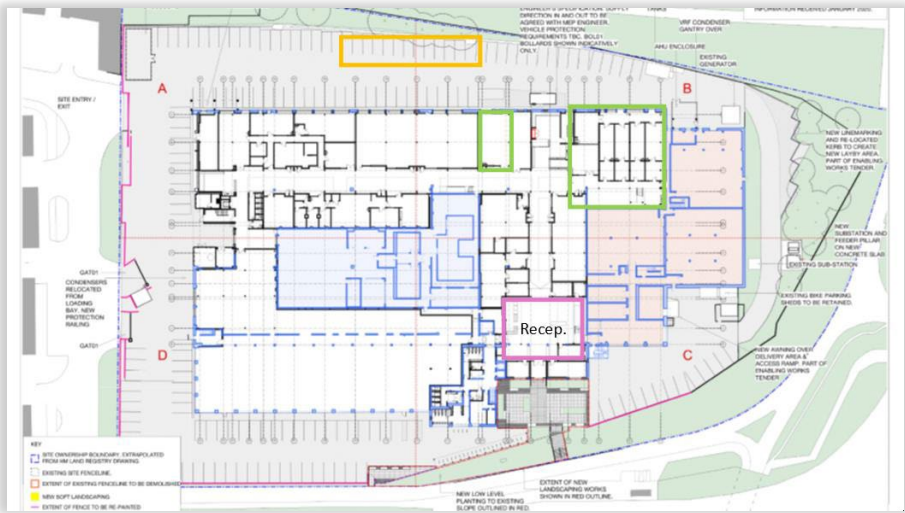 ENGINEER'S SPECIFICATION. SUPPLY
DIRECTION IN AND OUT TO BE
AGREED WITH MEP ENGINEER.
VEHICLE PROTECTION
REQUIREMENTS TBC. BOL01
BOLLARDS SHOWN INDICATIVELY
ONLY.
TANKS
INFORMATION RECEIVED JANUARY 2025.
VRF CONDENSER
GANTRY OVER
AHU ENCLOSURE
EXISTING
GENERATOR
A
B
SITE ENTRY /
EXIT
NEW LINEMARKING
AND RE-LOCATED
KERB TO CREATE
NEW LAYBY AREA.
PART OF ENABLING
WORKS TENDER.
NEW
SUBSTATION AND
FEEDER PILLAR
ON NEW
CONCRETE SLAB
EXISTING SUB-STATION
GAT01
CONDENSERS
RELOCATED
FROM
LOADING
BAY. NEW
PROTECTION
RAILING
EXISTING BIKE PARKING
SHEDS TO BE RETAINED.
Recep.
GAT01
D
C
NEW AWNING OVER
DELIVERY AREA &
ACCESS RAMP. PART OF
ENABLING WORKS
TENDER
KEY
SITE OWNERSHIP BOUNDARY, EXTRAPOLATED
FROM HM LAND REGISTRY DRAWING
EXISTING SITE FENCELINE.
EXTENT OF EXISTING FENCELINE TO BE DEMOLISHED
NEW SOFT LANDSCAPING
EXTENT OF FENCE TO BE RE-PAINTED
NEW LOW LEVEL
PLANTING TO EXISTING
SLOPE OUTLINED IN RED.
EXTENT OF NEW
LANDSCAPING WORKS
SHOWN IN RED OUTLINE.